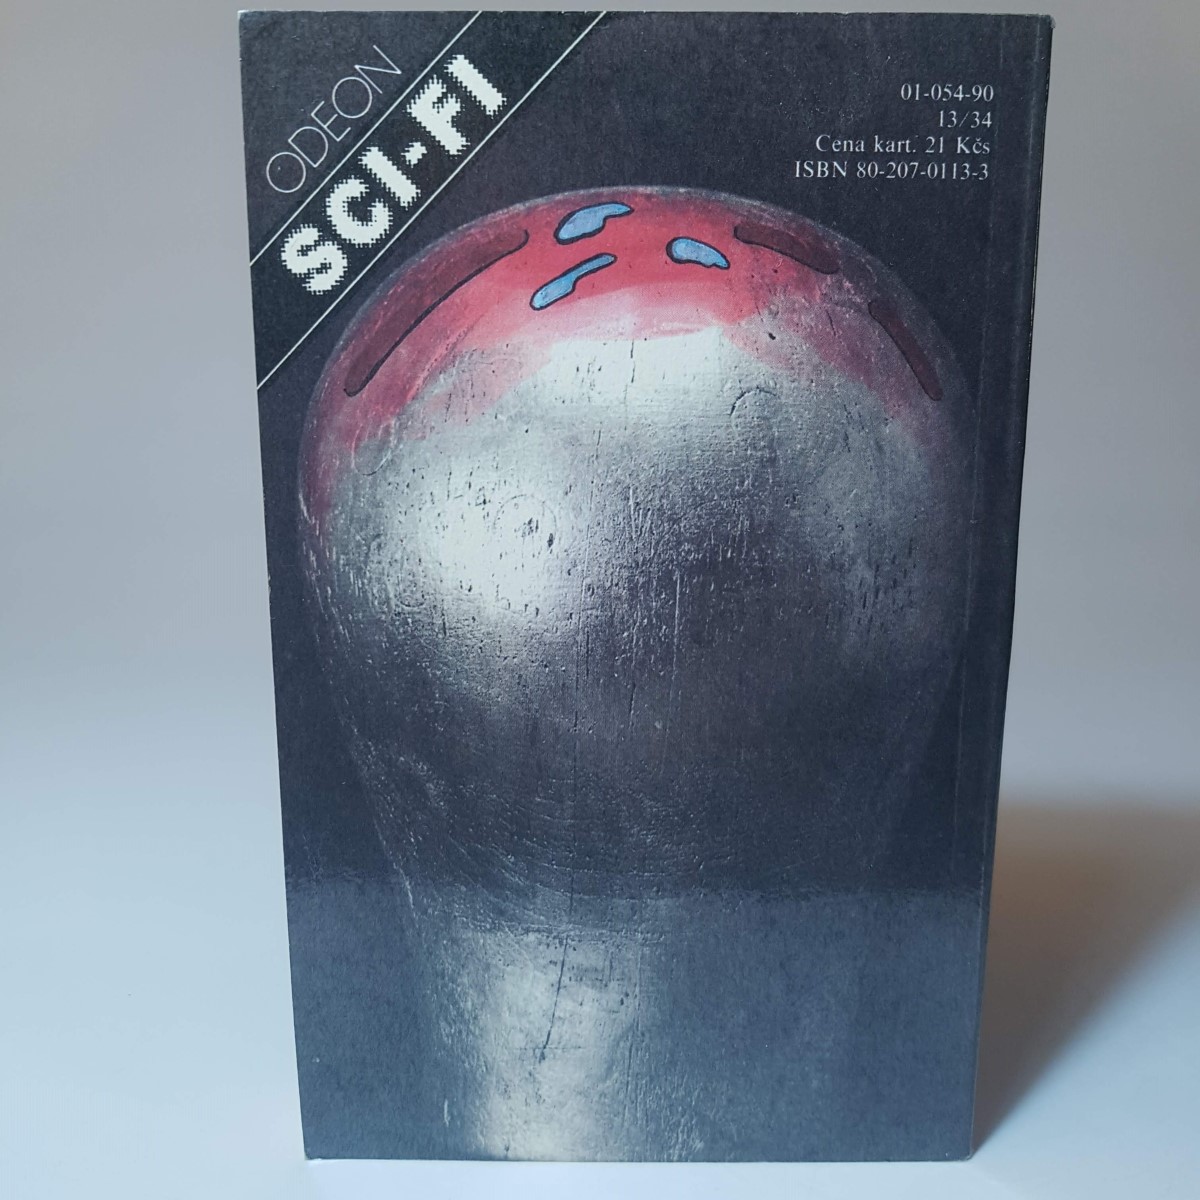 ODEON
SCI-FI
01-054-90
13/34
Cena kart. 21 Kčs
ISBN 80-207-0113-3